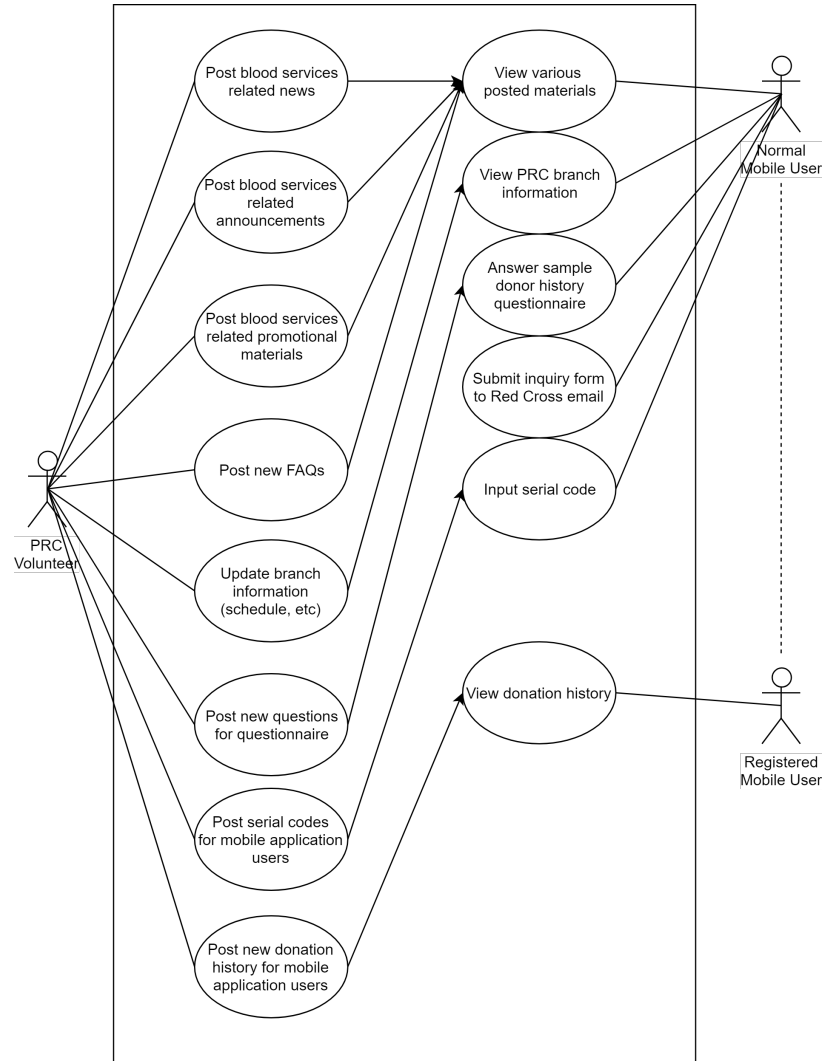 Post blood services
related news
View various
posted materials
Normal
Mobile User
Post blood services
related
announcements
View PRC branch
information
Answer sample
donor history
questionnaire
Post blood services
related promotional
materials
Submit inquiry form
to Red Cross email
Post new FAQs
Input serial code
PRC
Volunteer
Update branch
information
(schedule, etc)
View donation history
Post new questions
for questionnaire
Registered
Mobile User
Post serial codes
for mobile application
users
Post new donation
history for mobile
application users